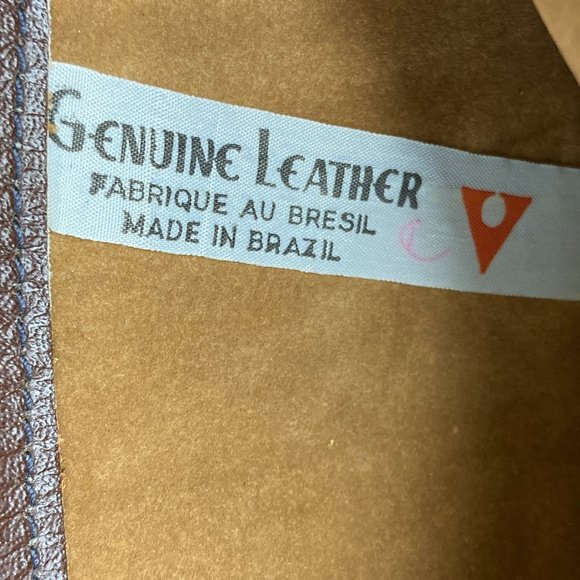 GENUINE LEATHER
FABRIQUE AU BRESIL
MADE IN BRAZIL